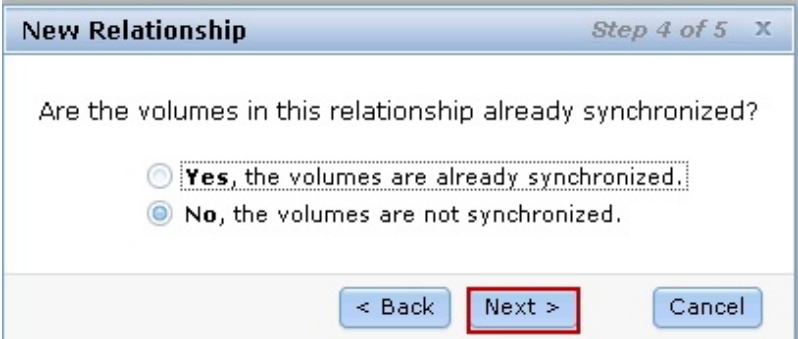 New Relationship Step 4 of 5 X
Are the volumes in this relationship already synchronized?
Yes, the volumes are already synchronized.
No, the volumes are not synchronized.
< Back Next > Cancel